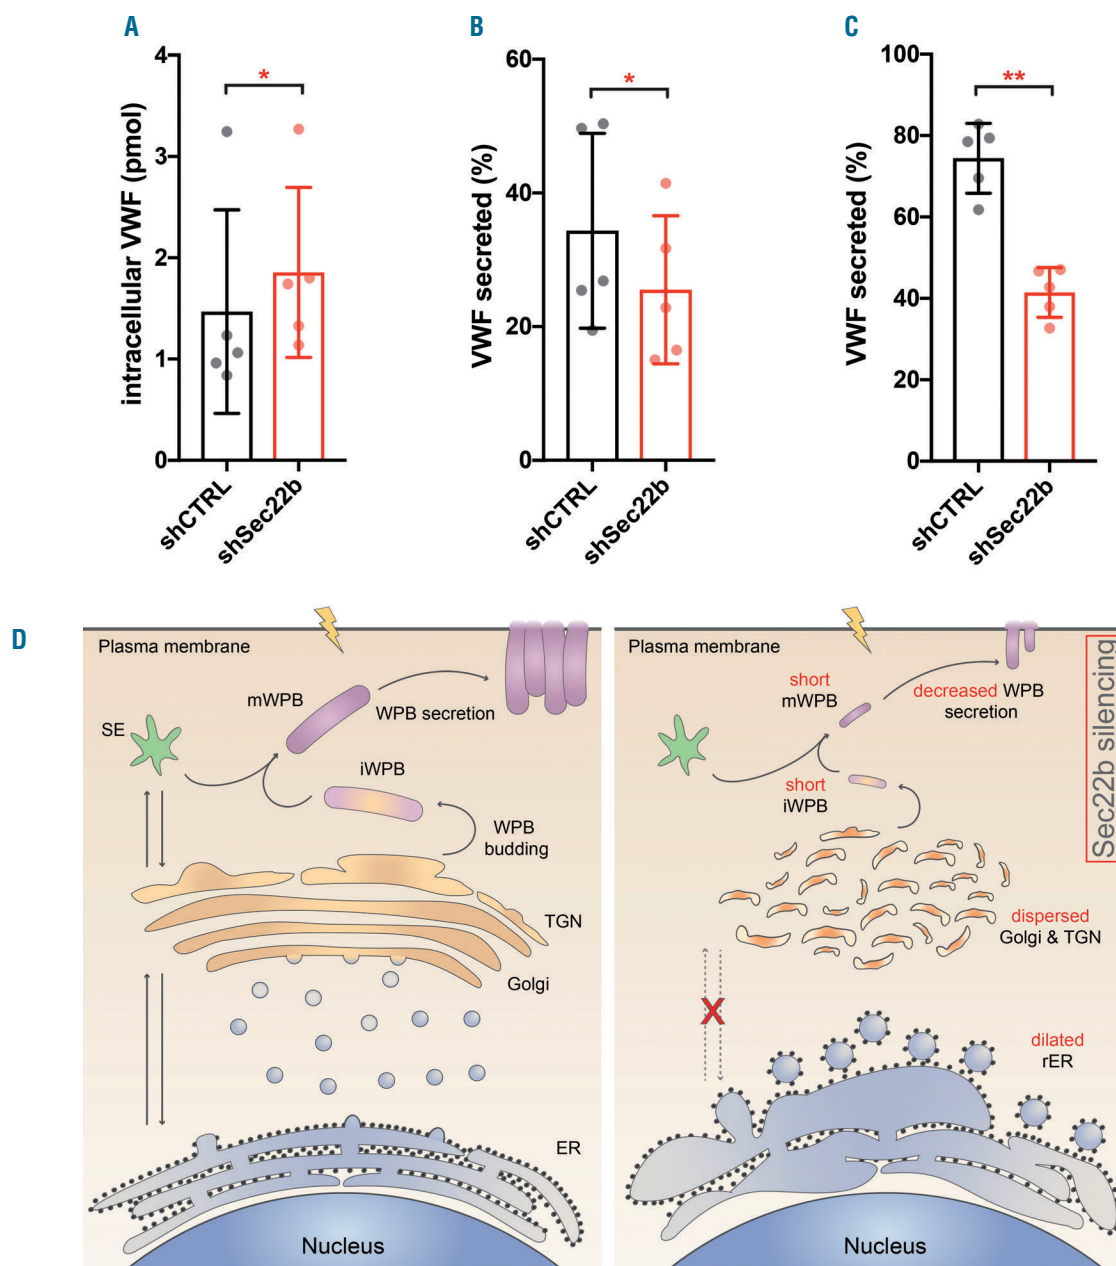 A
intracellular VWF (pmol)
4
3
2
1
0
*
shCTRL
shSec22b
B
VWF secreted (%)
60
40
20
0
*
shCTRL
shSec22b
C
VWF secreted (%)
100
80
60
40
20
0
**
shCTRL
shSec22b
D
Plasma membrane
mWPB
WPB secretion
SE
iWPB
WPB
budding
TGN
Golgi
ER
Nucleus
Plasma membrane
short
mWPB
decreased WPB
secretion
short
iWPB
dispersed
Golgi & TGN
X
dilated
rER
Nucleus
Sec22b silencing